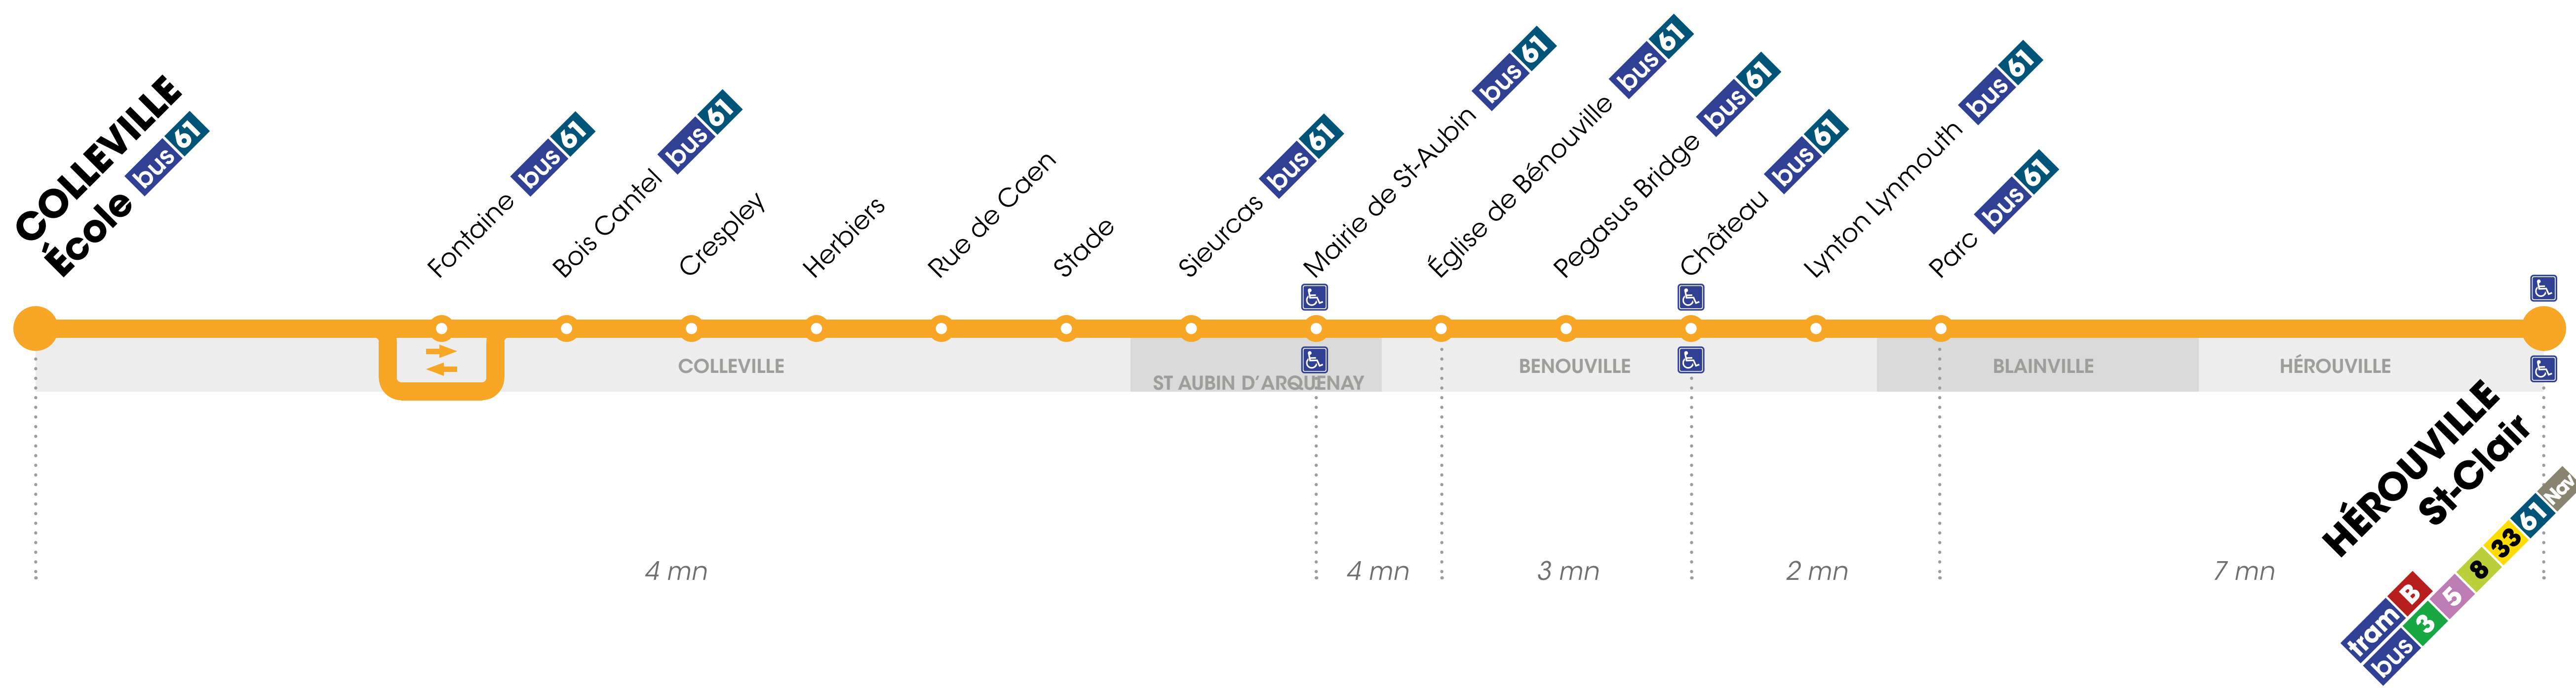 COLLEVILLE
École bus 61
Fontaine bus 61
Bois Cantel bus 61
Crespley
Herbiers
Rue de Caen
Stade
Sieurcas bus 61
Mairie de St-Aubin bus 61
Église de Bénouville bus 61
Pegasus Bridge bus 61
Château bus 61
Lynton Lynmouth bus 61
Parc bus 61
COLLEVILLE
ST AUBIN D'ARQUENAY
BENOUVILLE
BLAINVILLE
HÉROUVILLE
HÉROUVILLE
St-Clair
tram B
bus 3 5 8 33 61 Nav
4 mn
4 mn
3 mn
2 mn
7 mn